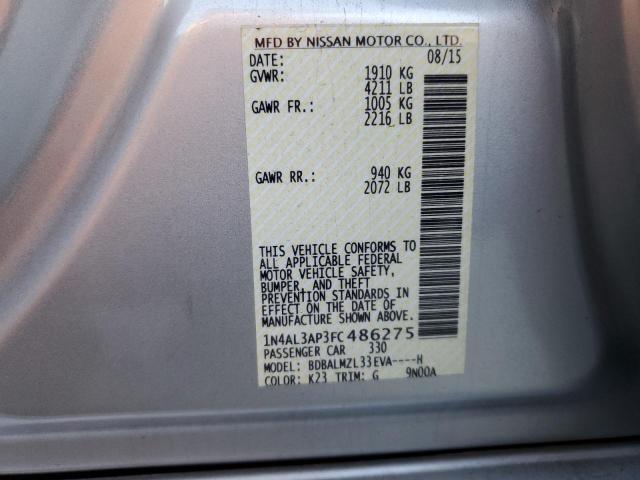 MFD BY NISSAN MOTOR CO., LTD.
DATE: 08/15
GVWR: 1910 KG
4211 LB
GAWR FR.: 1005 KG
2216 LB
GAWR RR.: 940 KG
2072 LB
THIS VEHICLE CONFORMS TO
ALL APPLICABLE FEDERAL
MOTOR VEHICLE SAFETY,
BUMPER, AND THEFT
PREVENTION STANDARDS IN
EFFECT ON THE DATE OF
MANUFACTURE SHOWN ABOVE.
1N4AL3AP3FC486275
PASSENGER CAR 330
MODEL: BDBALMZL33EVA----H
COLOR: K23 TRIM: G 9N00A